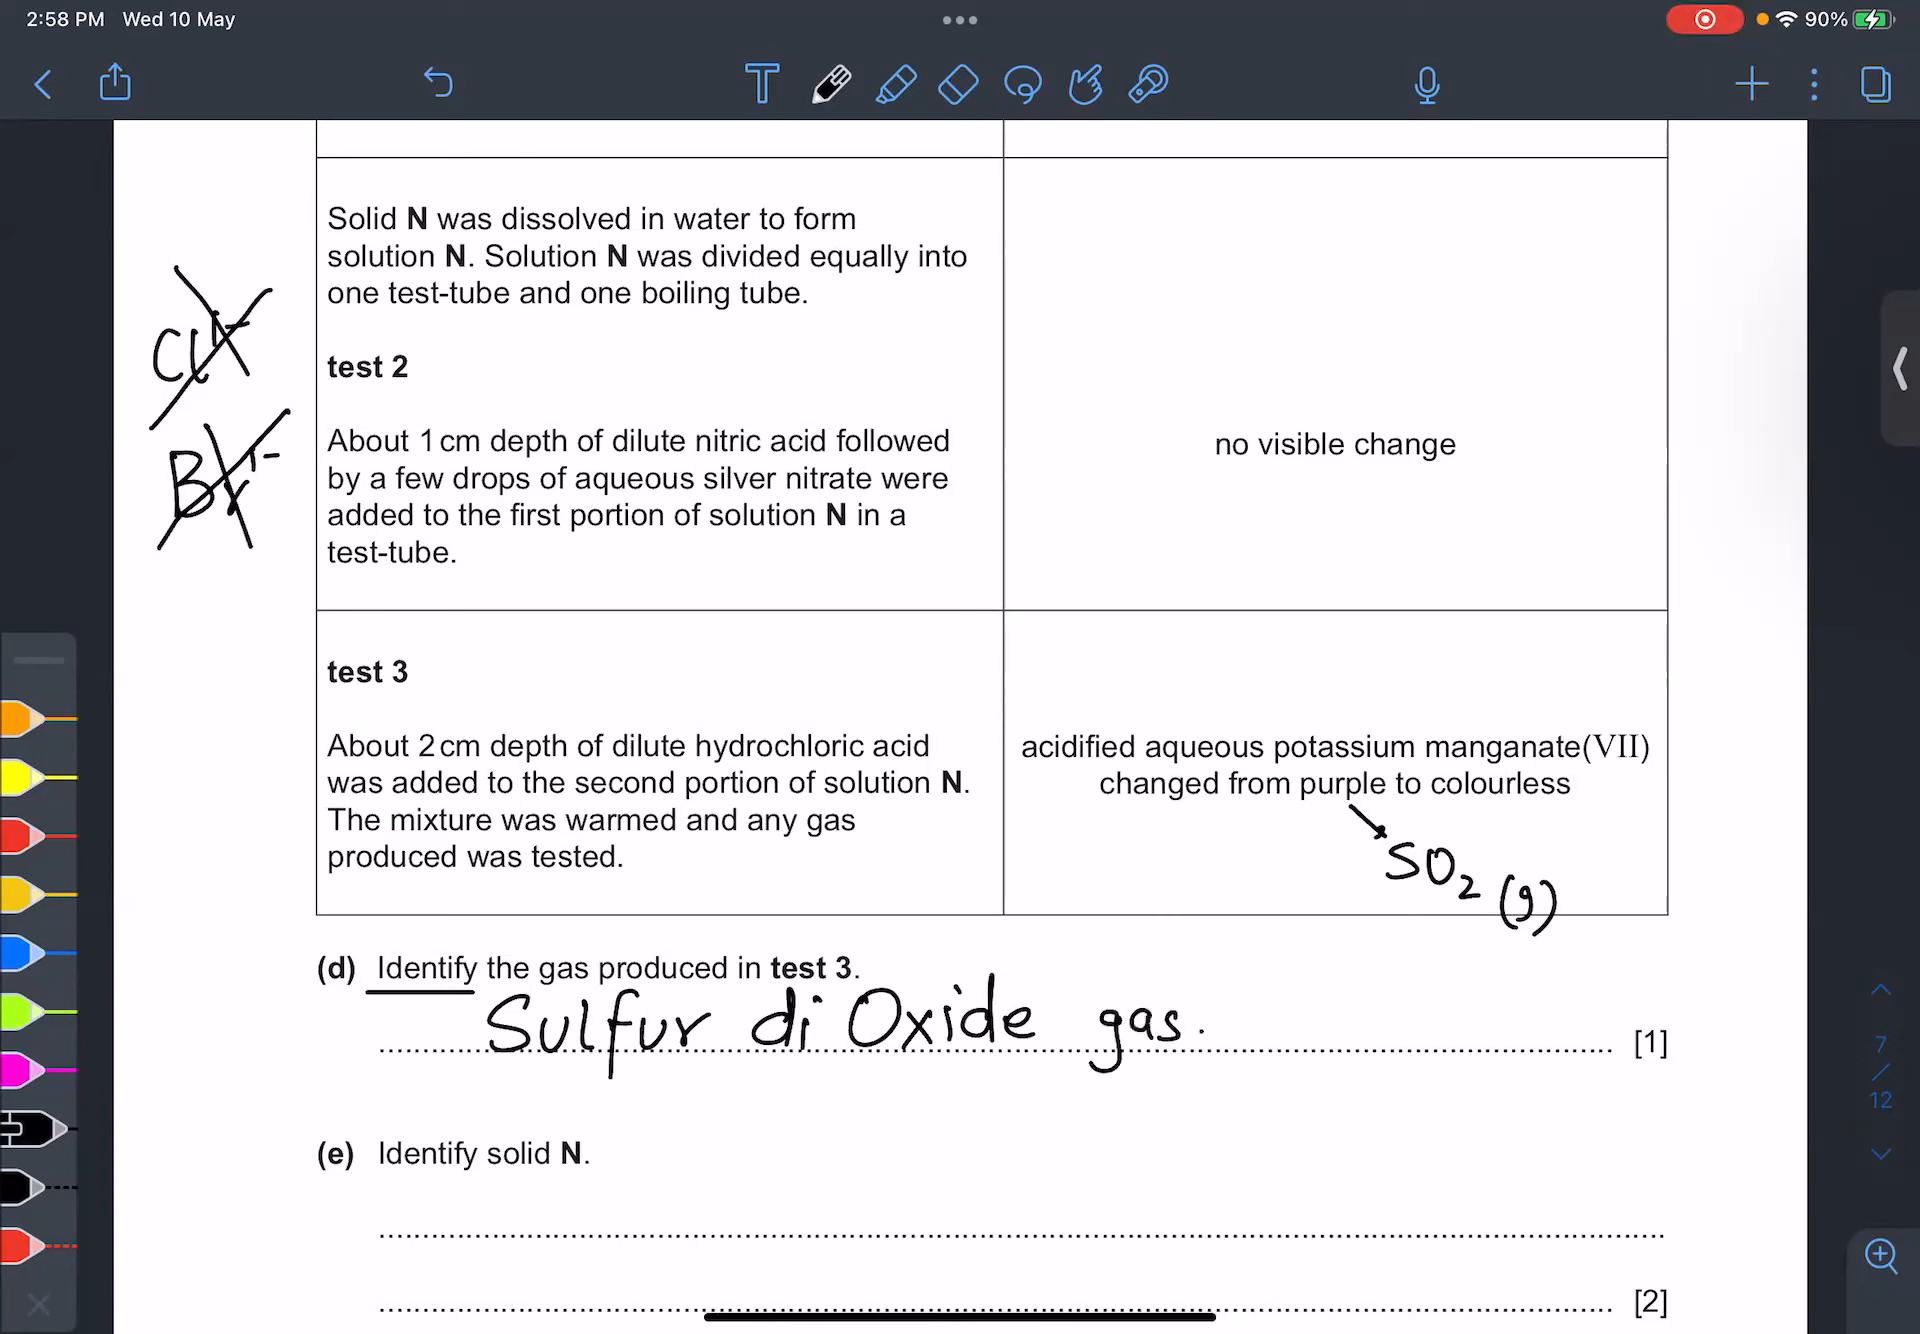 2:58 PM Wed 10 May
90%
Solid N was dissolved in water to form
solution N. Solution N was divided equally into
one test-tube and one boiling tube.
Cl1-
test 2
Br1-
About 1 cm depth of dilute nitric acid followed
by a few drops of aqueous silver nitrate were
added to the first portion of solution N in a
test-tube.
no visible change
test 3
About 2 cm depth of dilute hydrochloric acid
was added to the second portion of solution N.
The mixture was warmed and any gas
produced was tested.
acidified aqueous potassium manganate(VII)
changed from purple to colourless
SO2 (g)
(d) Identify the gas produced in test 3.
Sulfur di Oxide gas.
[1]
7
/
12
(e) Identify solid N.
[2]